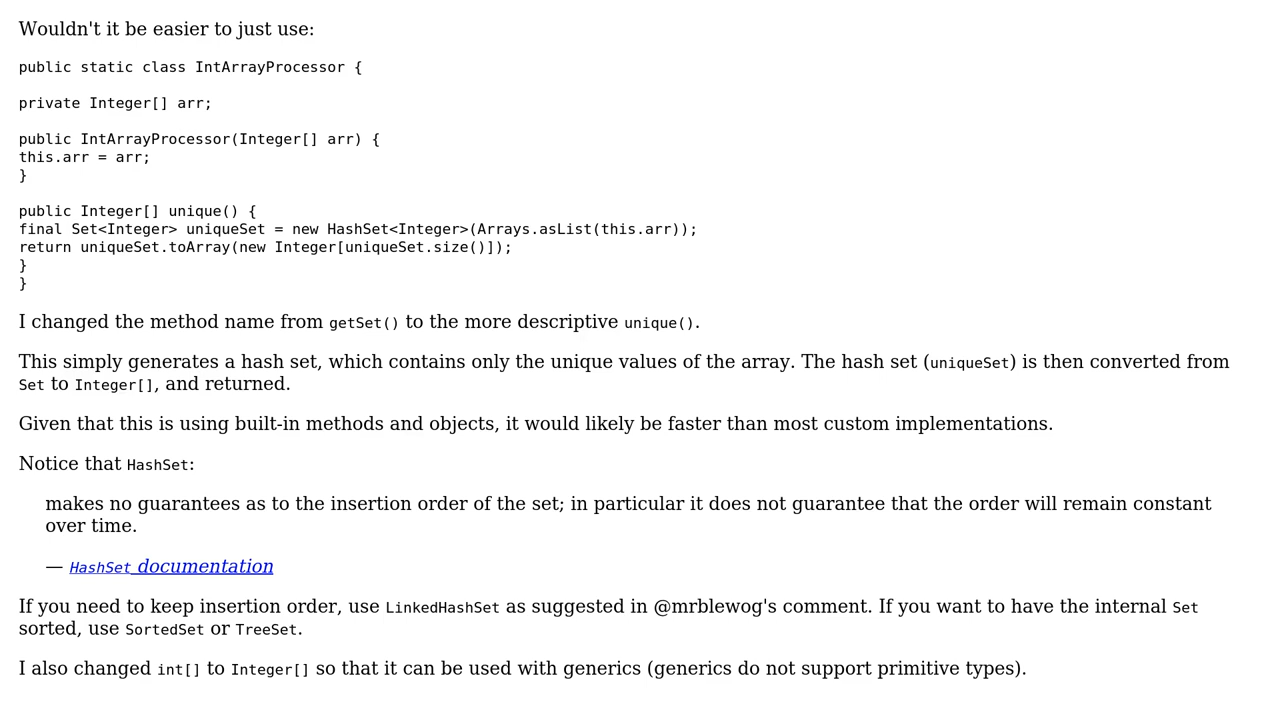 Wouldn't it be easier to just use:
public static class IntArrayProcessor {
private Integer[] arr;
public IntArrayProcessor(Integer[] arr) {
this.arr = arr;
}
public Integer[] unique() {
final Set<Integer> uniqueSet = new HashSet<Integer>(Arrays.asList(this.arr));
return uniqueSet.toArray(new Integer[uniqueSet.size()]);
}
}
I changed the method name from getSet() to the more descriptive unique().
This simply generates a hash set, which contains only the unique values of the array. The hash set (uniqueSet) is then converted from
Set to Integer[], and returned.
Given that this is using built-in methods and objects, it would likely be faster than most custom implementations.
Notice that HashSet:
makes no guarantees as to the insertion order of the set; in particular it does not guarantee that the order will remain constant
over time.
— HashSet documentation
If you need to keep insertion order, use LinkedHashSet as suggested in @mrblewog's comment. If you want to have the internal Set
sorted, use SortedSet or TreeSet.
I also changed int[] to Integer[] so that it can be used with generics (generics do not support primitive types).